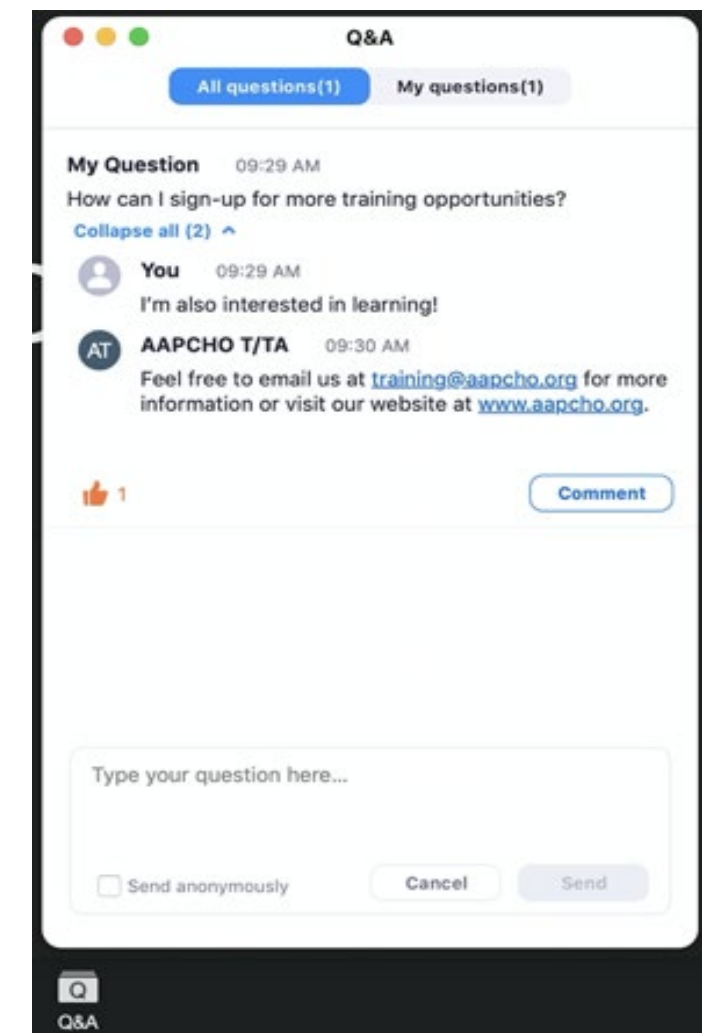 Q&A
All questions(1) My questions(1)
My Question 09:29 AM
How can I sign-up for more training opportunities?
Collapse all (2)
You 09:29 AM
I'm also interested in learning!
AT AAPCHO T/TA 09:30 AM
Feel free to email us at training@aapcho.org for more
information or visit our website at www.aapcho.org.
1 Comment
Type your question here...
Send anonymously Cancel Send
Q
Q&A